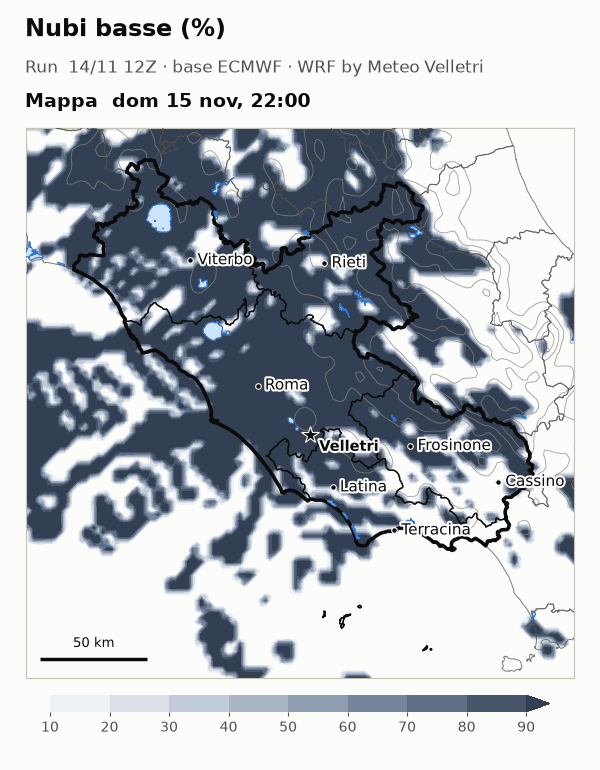 Nubi basse (%)
Run  14/11 12Z · base ECMWF · WRF by Meteo Velletri
Mappa  dom 15 nov, 22:00
Viterbo
Rieti
Roma
Velletri
Frosinone
Cassino
Latina
Terracina
50 km
10 20 30 40 50 60 70 80 90